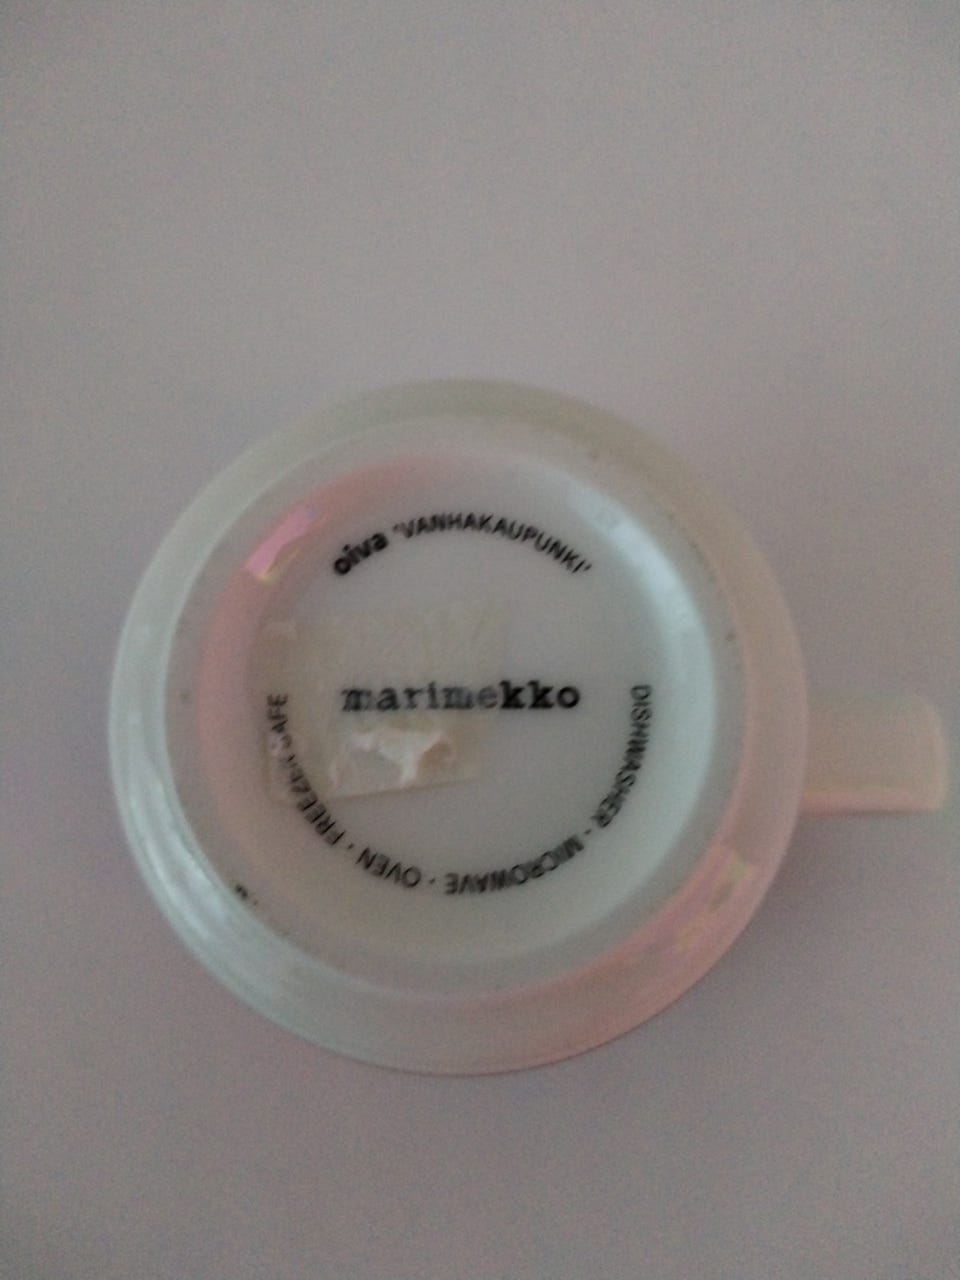 oiva 'VANHAKAUPUNKI'
marimekko
DISHWASHER · MICROWAVE · OVEN · FREEZER SAFE